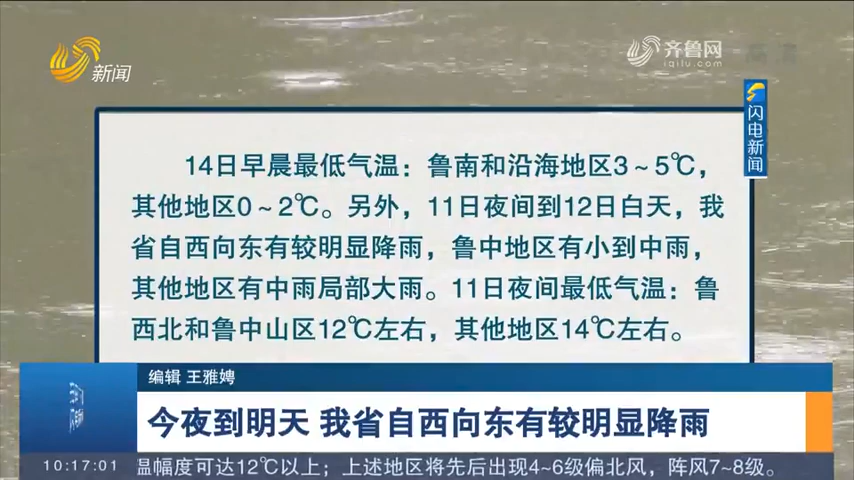 新闻
齐鲁网
iqilu.com
闪电新闻
14日早晨最低气温：鲁南和沿海地区3～5℃，
其他地区0～2℃。另外，11日夜间到12日白天，我
省自西向东有较明显降雨，鲁中地区有小到中雨，
其他地区有中雨局部大雨。11日夜间最低气温：鲁
西北和鲁中山区12℃左右，其他地区14℃左右。
编辑 王雅娉
今夜到明天 我省自西向东有较明显降雨
10:17:01
温幅度可达12℃以上；上述地区将先后出现4~6级偏北风，阵风7~8级。